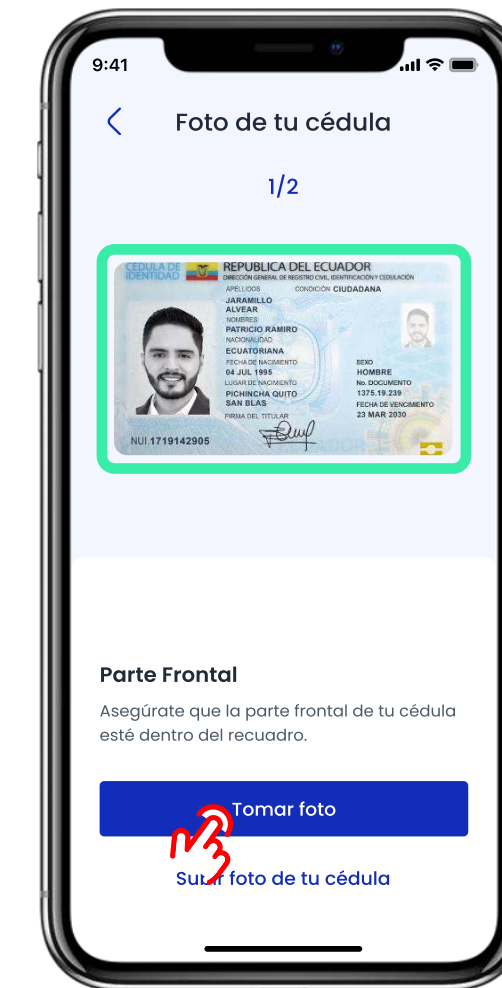 9:41
Foto de tu cédula
1/2
CEDULA DE
IDENTIDAD
REPUBLICA DEL ECUADOR
DIRECCIÓN GENERAL DE REGISTRO CIVIL, IDENTIFICACIÓN Y CEDULACIÓN
APELLIDOS CONDICIÓN CIUDADANA
JARAMILLO
ALVEAR
NOMBRES
PATRICIO RAMIRO
NACIONALIDAD
ECUATORIANA
FECHA DE NACIMIENTO
04 JUL 1995
LUGAR DE NACIMIENTO
PICHINCHA QUITO
SAN BLAS
FIRMA DEL TITULAR
SEXO
HOMBRE
No. DOCUMENTO
1375.19.239
FECHA DE VENCIMIENTO
23 MAR 2030
NUI.1719142905
Parte Frontal
Asegúrate que la parte frontal de tu cédula
esté dentro del recuadro.
Tomar foto
Subir foto de tu cédula